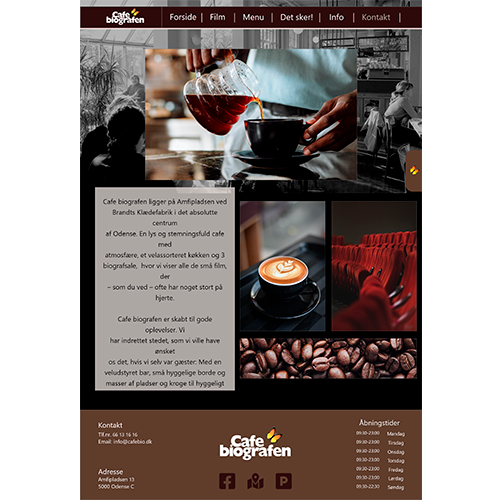 Cafe
biografen
Forside | Film | Menu | Det sker! | Info | Kontakt |
Cafe biografen ligger på Amfipladsen ved
Brandts Klædefabrik i det absolutte
centrum
af Odense. En lys og stemningsfuld cafe
med
atmosfære, et velassorteret køkken og 3
biografsale, hvor vi viser alle de små film,
der
– som du ved – ofte har noget stort på
hjerte.
Cafe biografen er skabt til gode
oplevelser. Vi
har indrettet stedet, som vi ville have
ønsket
os det, hvis vi selv var gæster: Med en
veludstyret bar, små hyggelige borde og
masser af pladser og kroge til hyggeligt
Kontakt
Tlf.nr. 66 13 16 16
Email: info@cafebio.dk
Adresse
Amfipladsen 13
5000 Odense C
Cafe
biografen
P
Åbningstider
09:30-23:00 Mandag
09:30-23:00 Tirsdag
09:30-23:00 Onsdag
09:30-23:00 Torsdag
09:30-23:00 Fredag
09:30-23:00 Lørdag
09:30-22:30 Søndag